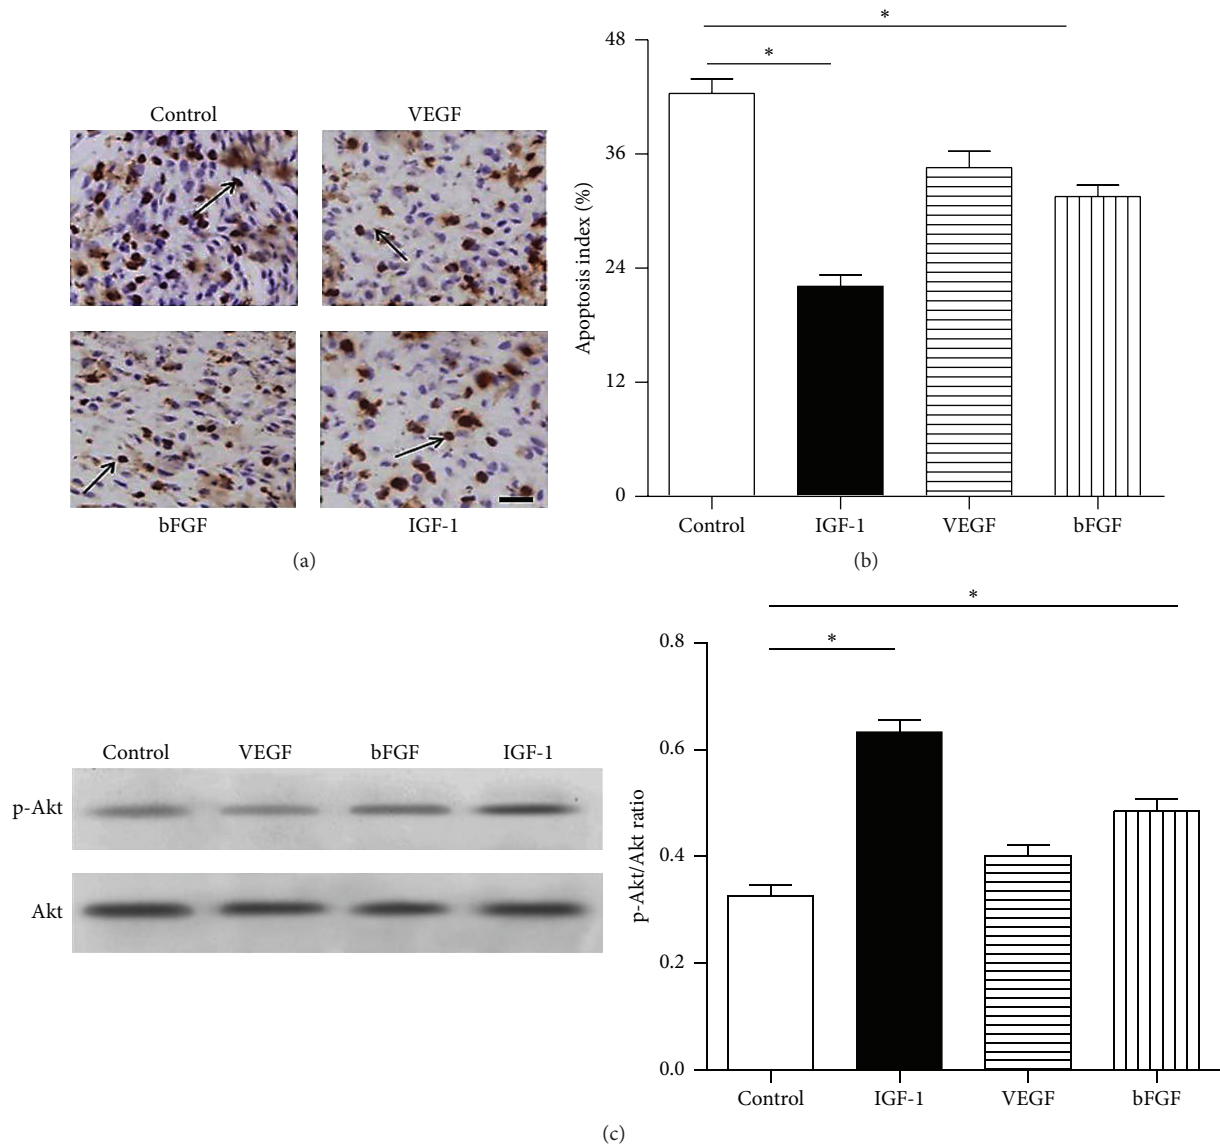 Control VEGF
bFGF IGF-1
(a)
*
*
48
36
24
12
0
Apoptosis index (%)
Control IGF-1 VEGF bFGF
(b)
Control VEGF bFGF IGF-1
p-Akt
Akt
*
*
0.8
0.6
0.4
0.2
0.0
p-Akt/Akt ratio
Control IGF-1 VEGF bFGF
(c)